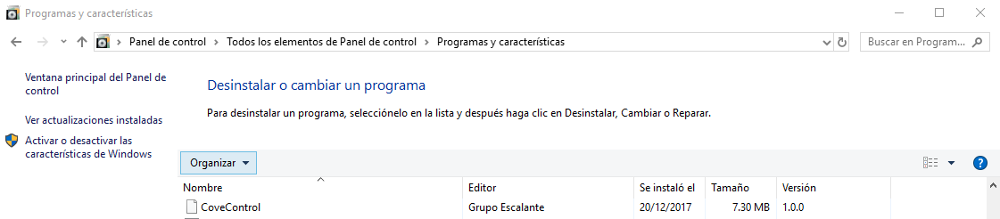 Programas y características
Panel de control Todos los elementos de Panel de control Programas y características
Buscar en Program...
Ventana principal del Panel de
control
Ver actualizaciones instaladas
Activar o desactivar las
características de Windows
Desinstalar o cambiar un programa
Para desinstalar un programa, selecciónelo en la lista y después haga clic en Desinstalar, Cambiar o Reparar.
Organizar
Nombre Editor Se instaló el Tamaño Versión
CoveControl Grupo Escalante 20/12/2017 7.30 MB 1.0.0